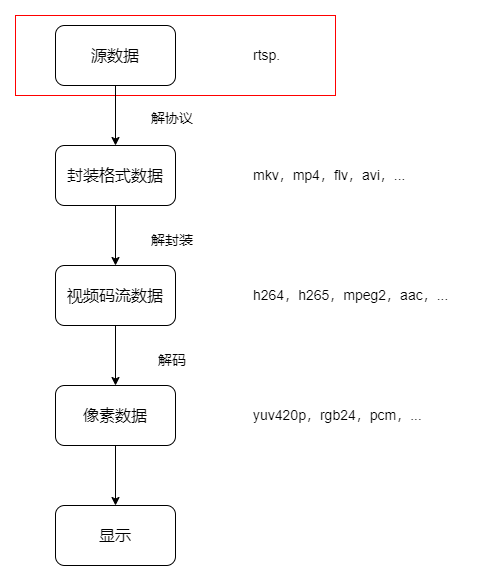 源数据
rtsp.
解协议
封装格式数据
mkv，mp4，flv，avi，...
解封装
视频码流数据
h264，h265，mpeg2，aac，...
解码
像素数据
yuv420p，rgb24，pcm，...
显示